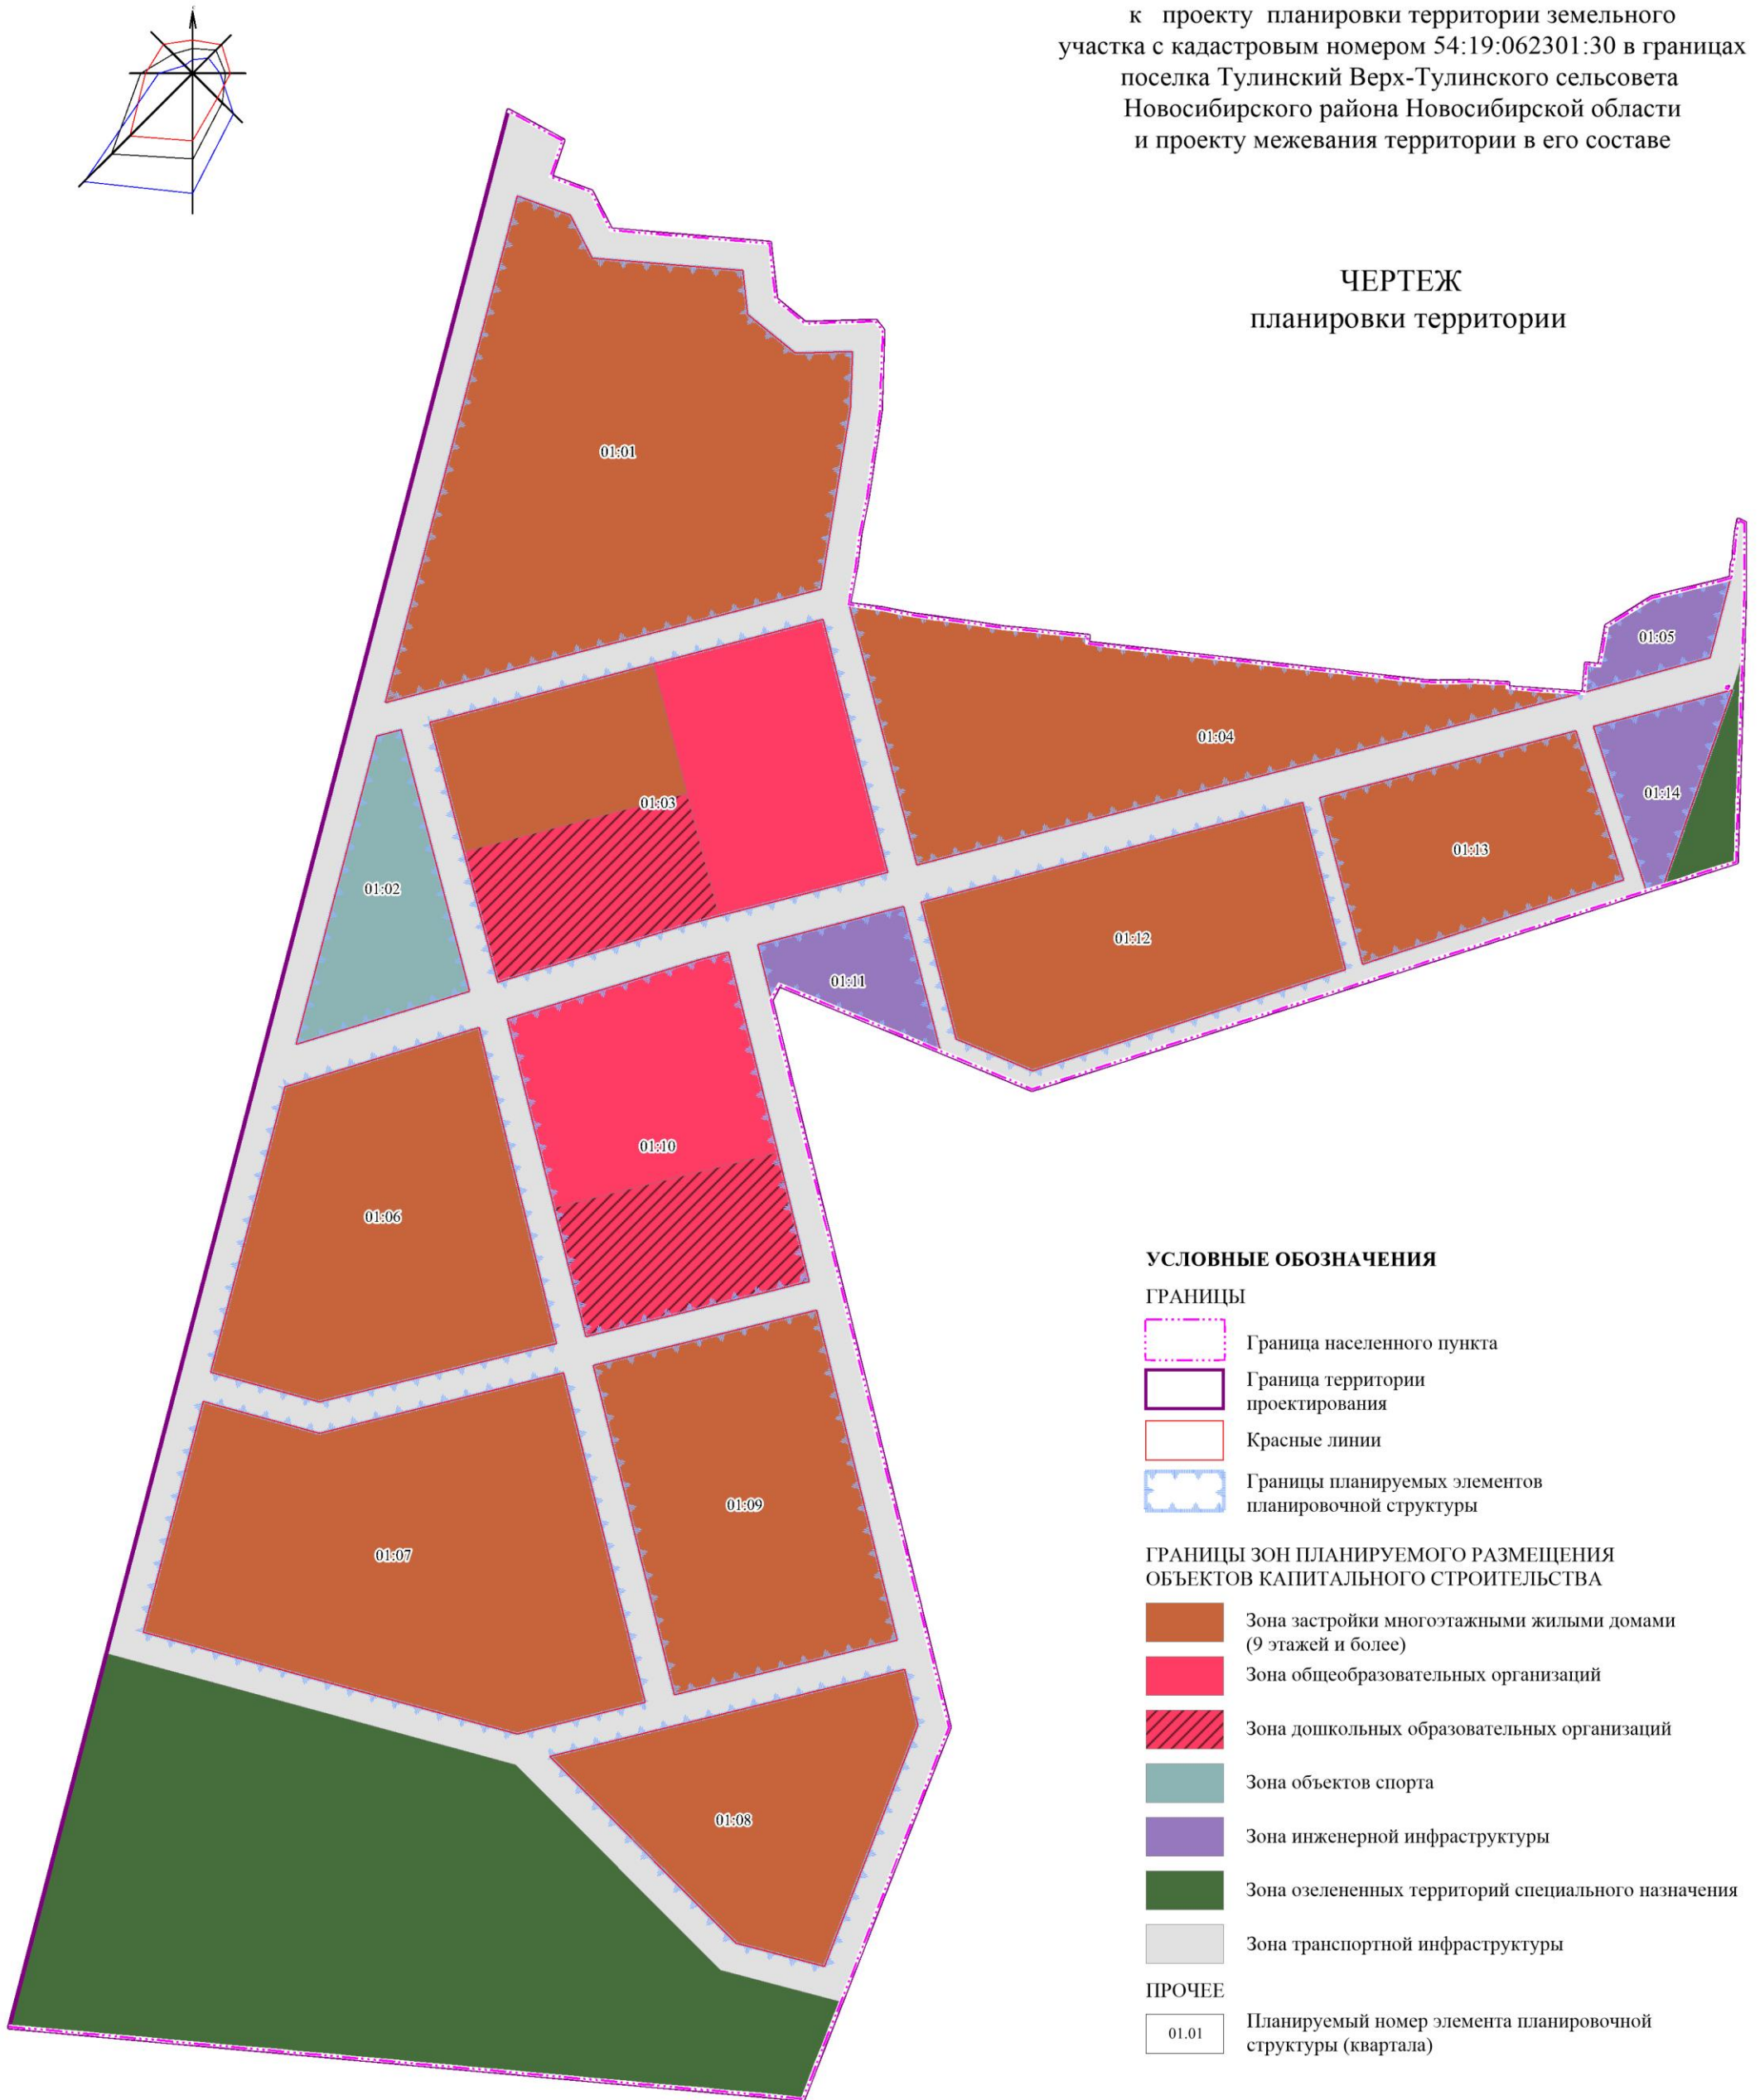 к проекту планировки территории земельного
участка с кадастровым номером 54:19:062301:30 в границах
поселка Тулинский Верх-Тулинского сельсовета
Новосибирского района Новосибирской области
и проекту межевания территории в его составе
ЧЕРТЕЖ
планировки территории
01:01
01:05
01:04
01:14
01:03
01:13
01:02
01:12
01:11
01:10
01:06
01:09
01:07
01:08
УСЛОВНЫЕ ОБОЗНАЧЕНИЯ
ГРАНИЦЫ
Граница населенного пункта
Граница территории
проектирования
Красные линии
Границы планируемых элементов
планировочной структуры
ГРАНИЦЫ ЗОН ПЛАНИРУЕМОГО РАЗМЕЩЕНИЯ
ОБЪЕКТОВ КАПИТАЛЬНОГО СТРОИТЕЛЬСТВА
Зона застройки многоэтажными жилыми домами
(9 этажей и более)
Зона общеобразовательных организаций
Зона дошкольных образовательных организаций
Зона объектов спорта
Зона инженерной инфраструктуры
Зона озелененных территорий специального назначения
Зона транспортной инфраструктуры
ПРОЧЕЕ
01.01
Планируемый номер элемента планировочной
структуры (квартала)